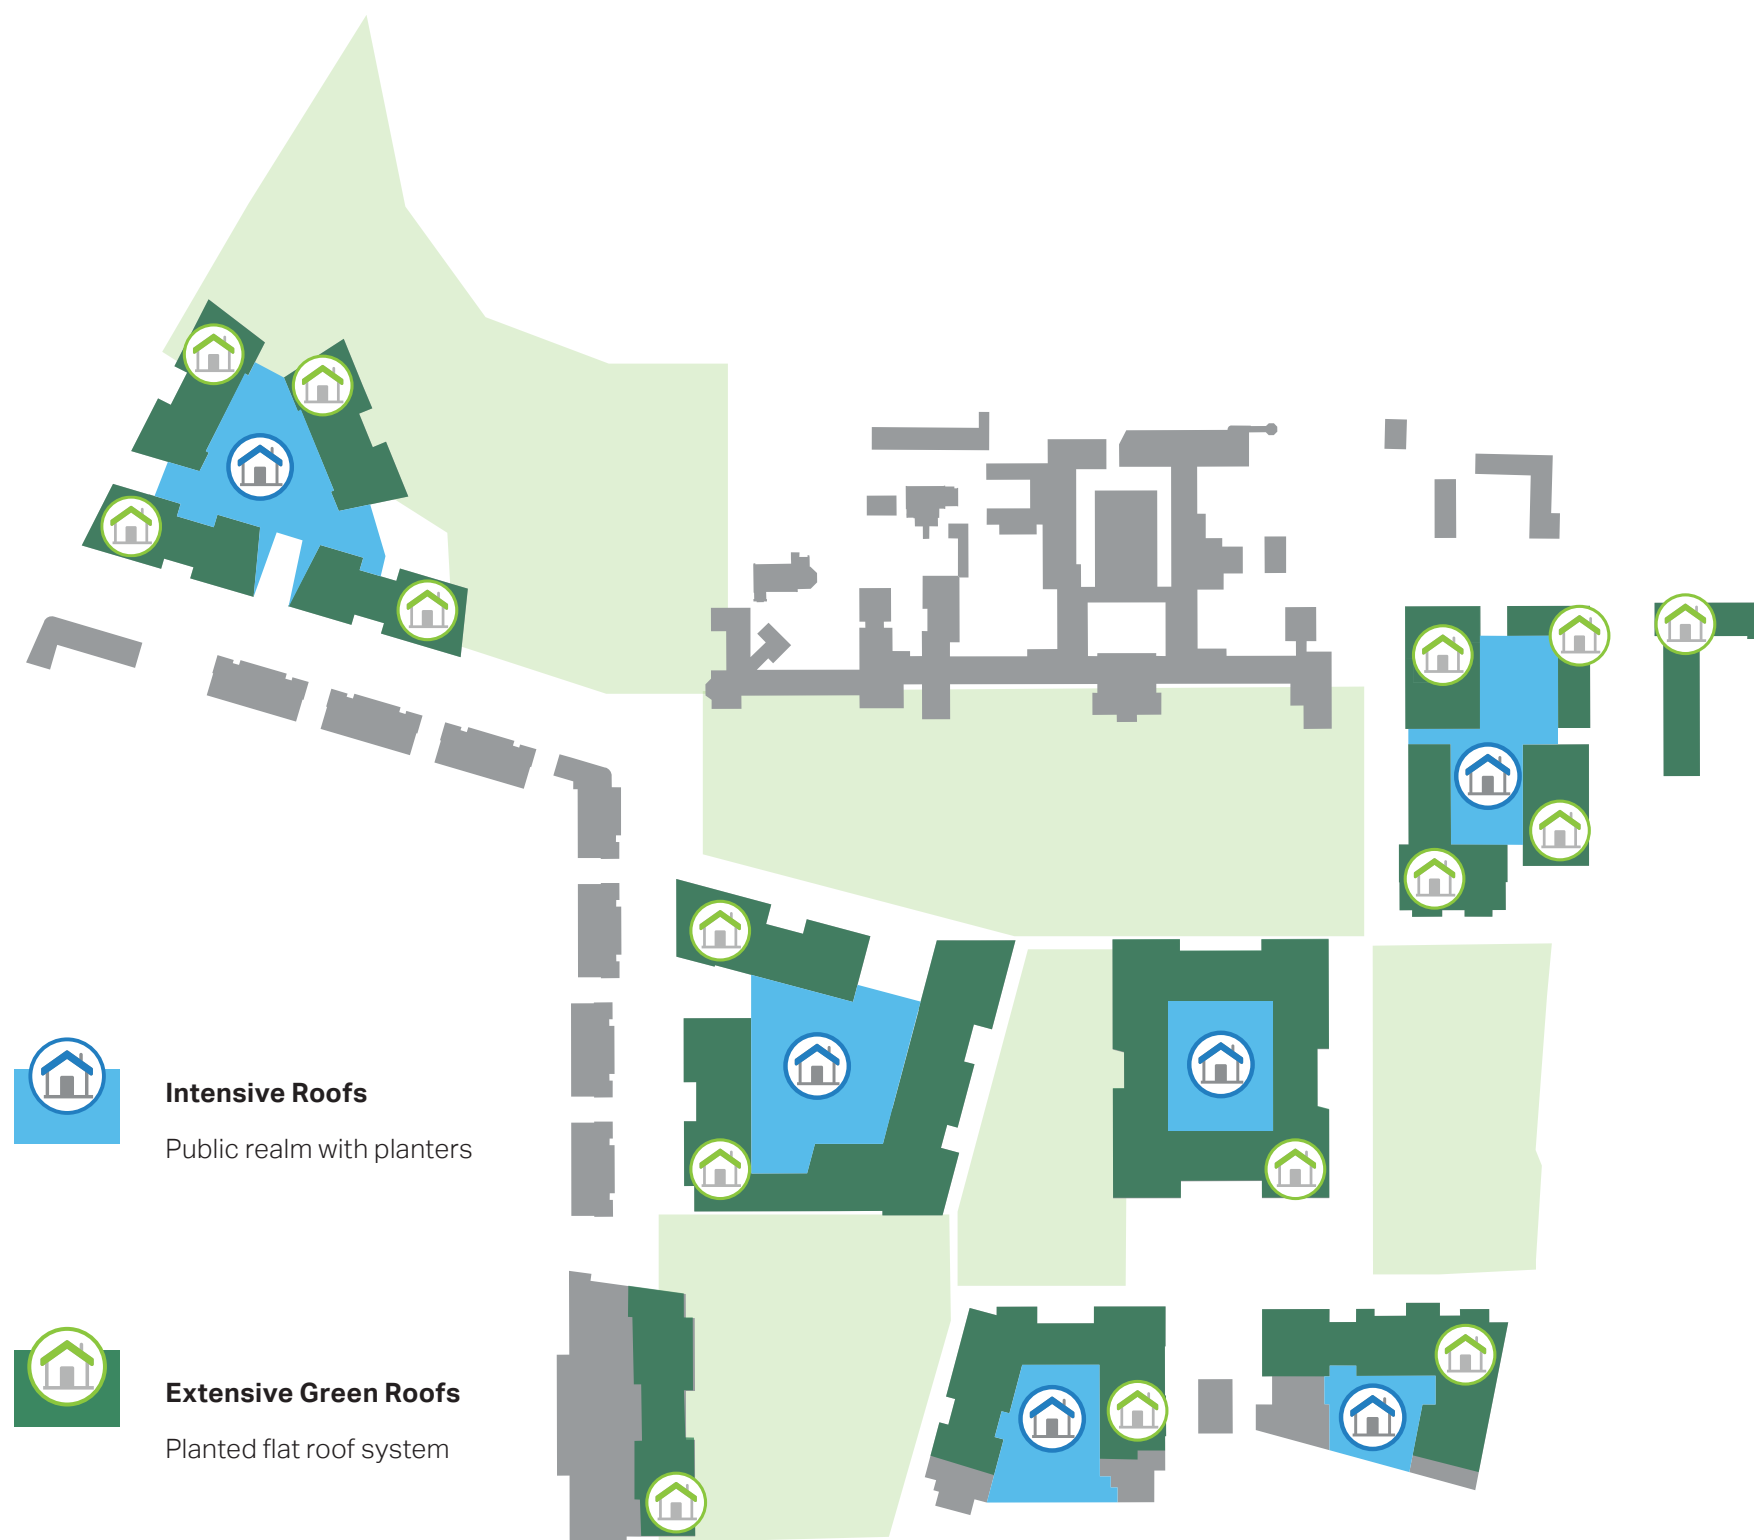 Intensive Roofs
Public realm with planters
Extensive Green Roofs
Planted flat roof system